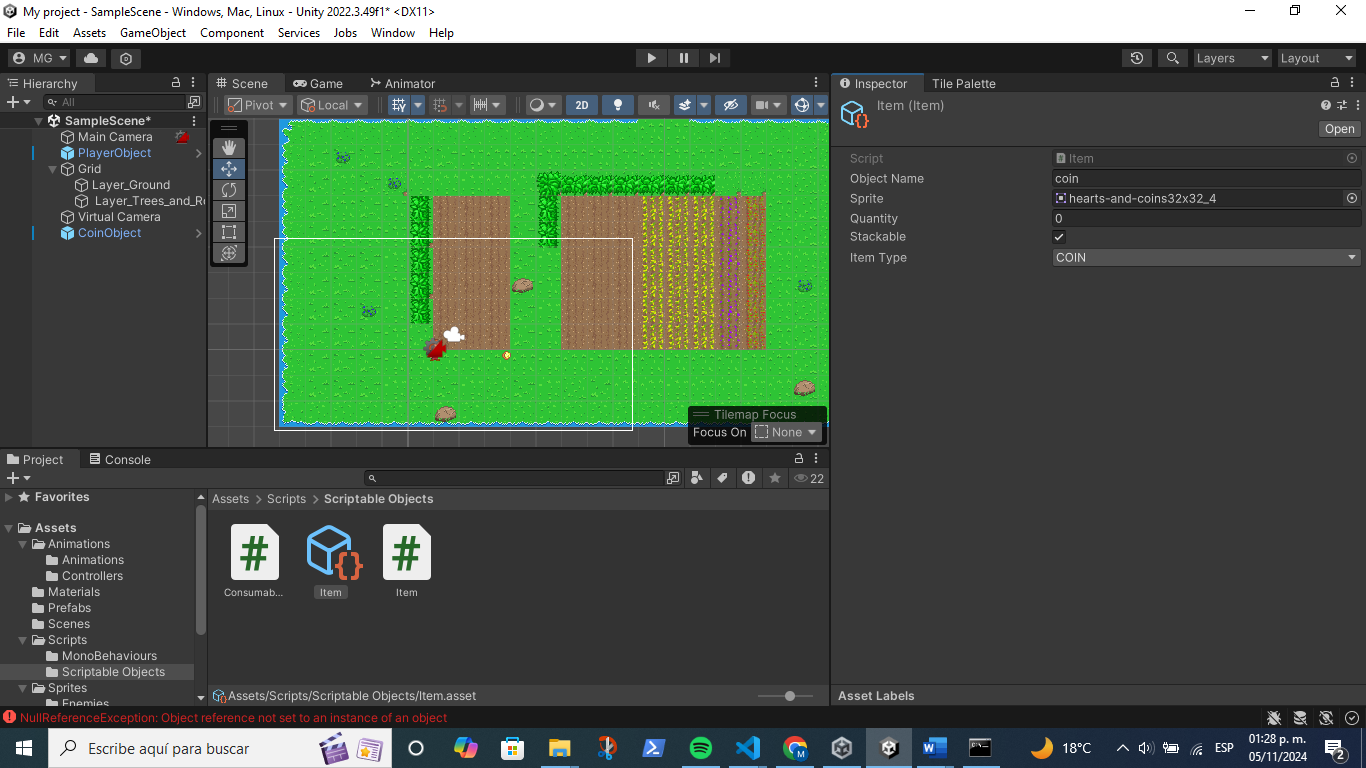 My project - SampleScene - Windows, Mac, Linux - Unity 2022.3.49f1* <DX11>
File Edit Assets GameObject Component Services Jobs Window Help
MG
Layers
Layout
Hierarchy
All
SampleScene*
Main Camera
PlayerObject
Grid
Layer_Ground
Layer_Trees_and_R
Virtual Camera
CoinObject
Scene
Game
Animator
Pivot
Local
2D
Tilemap Focus
Focus On None
Inspector
Tile Palette
Item (Item)
Open
Script Item
Object Name coin
Sprite hearts-and-coins32x32_4
Quantity 0
Stackable
Item Type COIN
Asset Labels
Project
Console
22
Favorites
Assets
Animations
Animations
Controllers
Materials
Prefabs
Scenes
Scripts
MonoBehaviours
Scriptable Objects
Sprites
Enemies
Assets > Scripts > Scriptable Objects
Consumab...
Item
Item
Assets/Scripts/Scriptable Objects/Item.asset
NullReferenceException: Object reference not set to an instance of an object
Escribe aquí para buscar
18°C
ESP
01:28 p. m.
05/11/2024
2